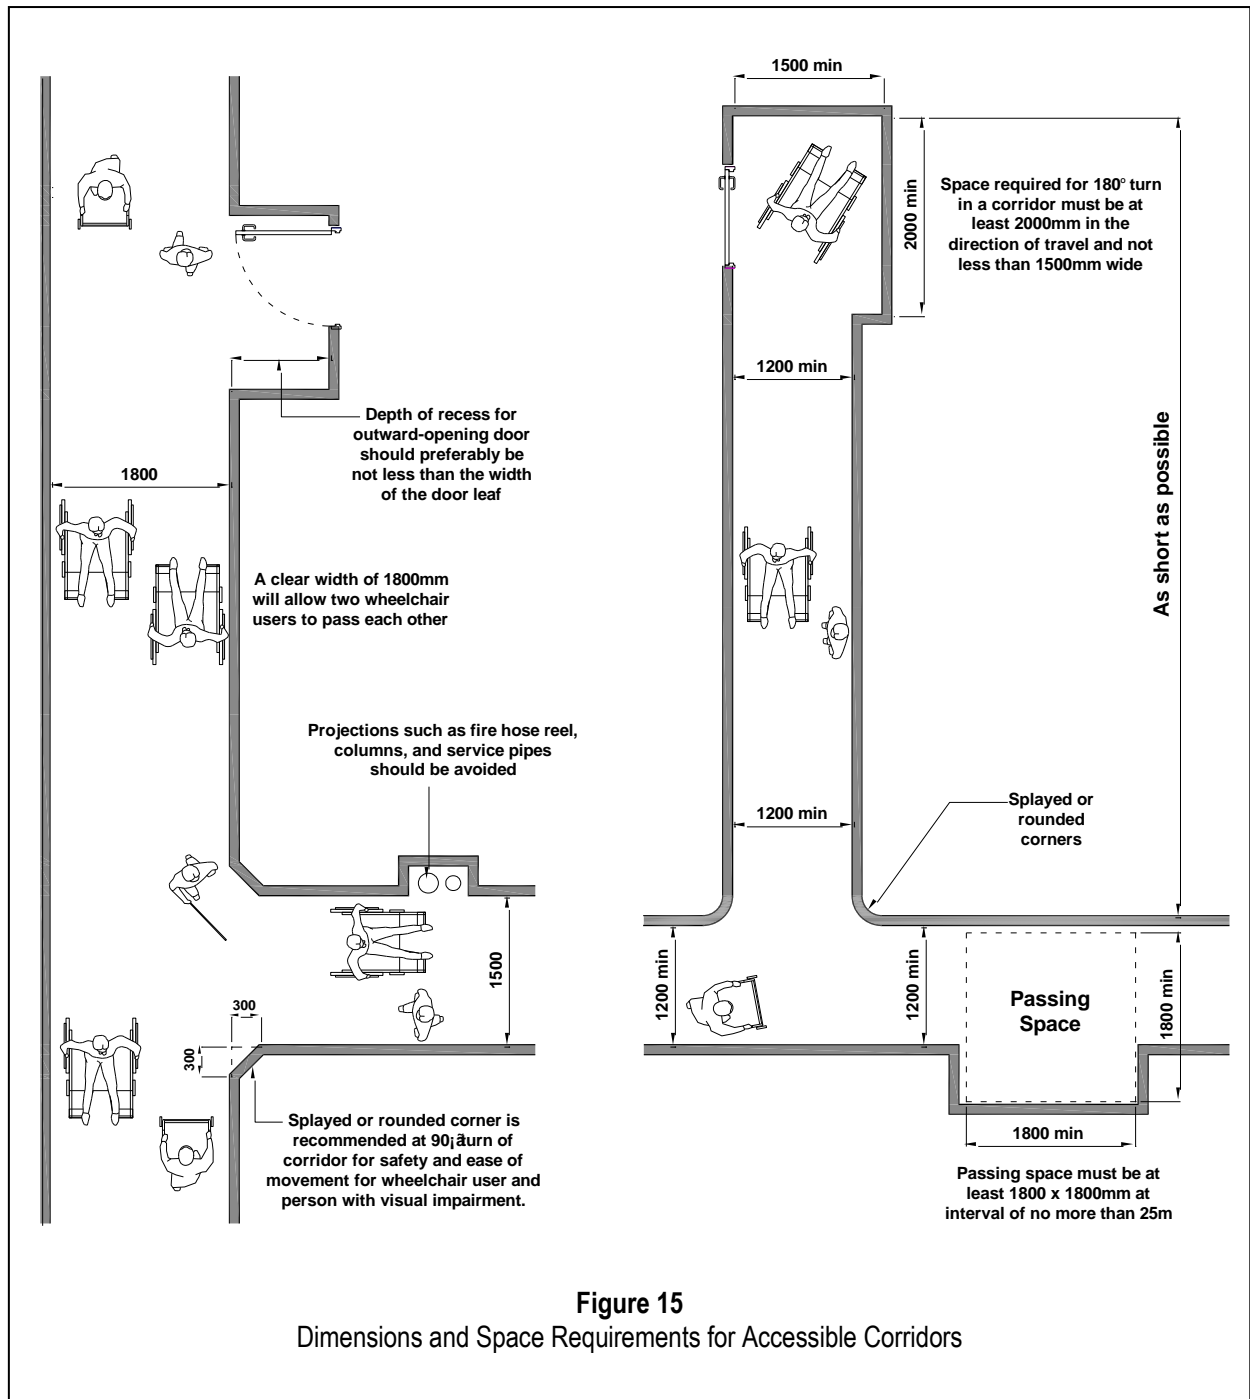 1500 min
2000 min
Space required for 180° turn
in a corridor must be at
least 2000mm in the
direction of travel and not
less than 1500mm wide
1200 min
Depth of recess for
outward-opening door
should preferably be
not less than the width
of the door leaf
As short as possible
1800
A clear width of 1800mm
will allow two wheelchair
users to pass each other
Projections such as fire hose reel,
columns, and service pipes
should be avoided
1200 min
Splayed or
rounded
corners
1500
300
300
1200 min
1200 min
Passing
Space
1800 min
1800 min
Splayed or rounded corner is
recommended at 90¡ãturn of
corridor for safety and ease of
movement for wheelchair user and
person with visual impairment.
Passing space must be at
least 1800 x 1800mm at
interval of no more than 25m
Figure 15
Dimensions and Space Requirements for Accessible Corridors